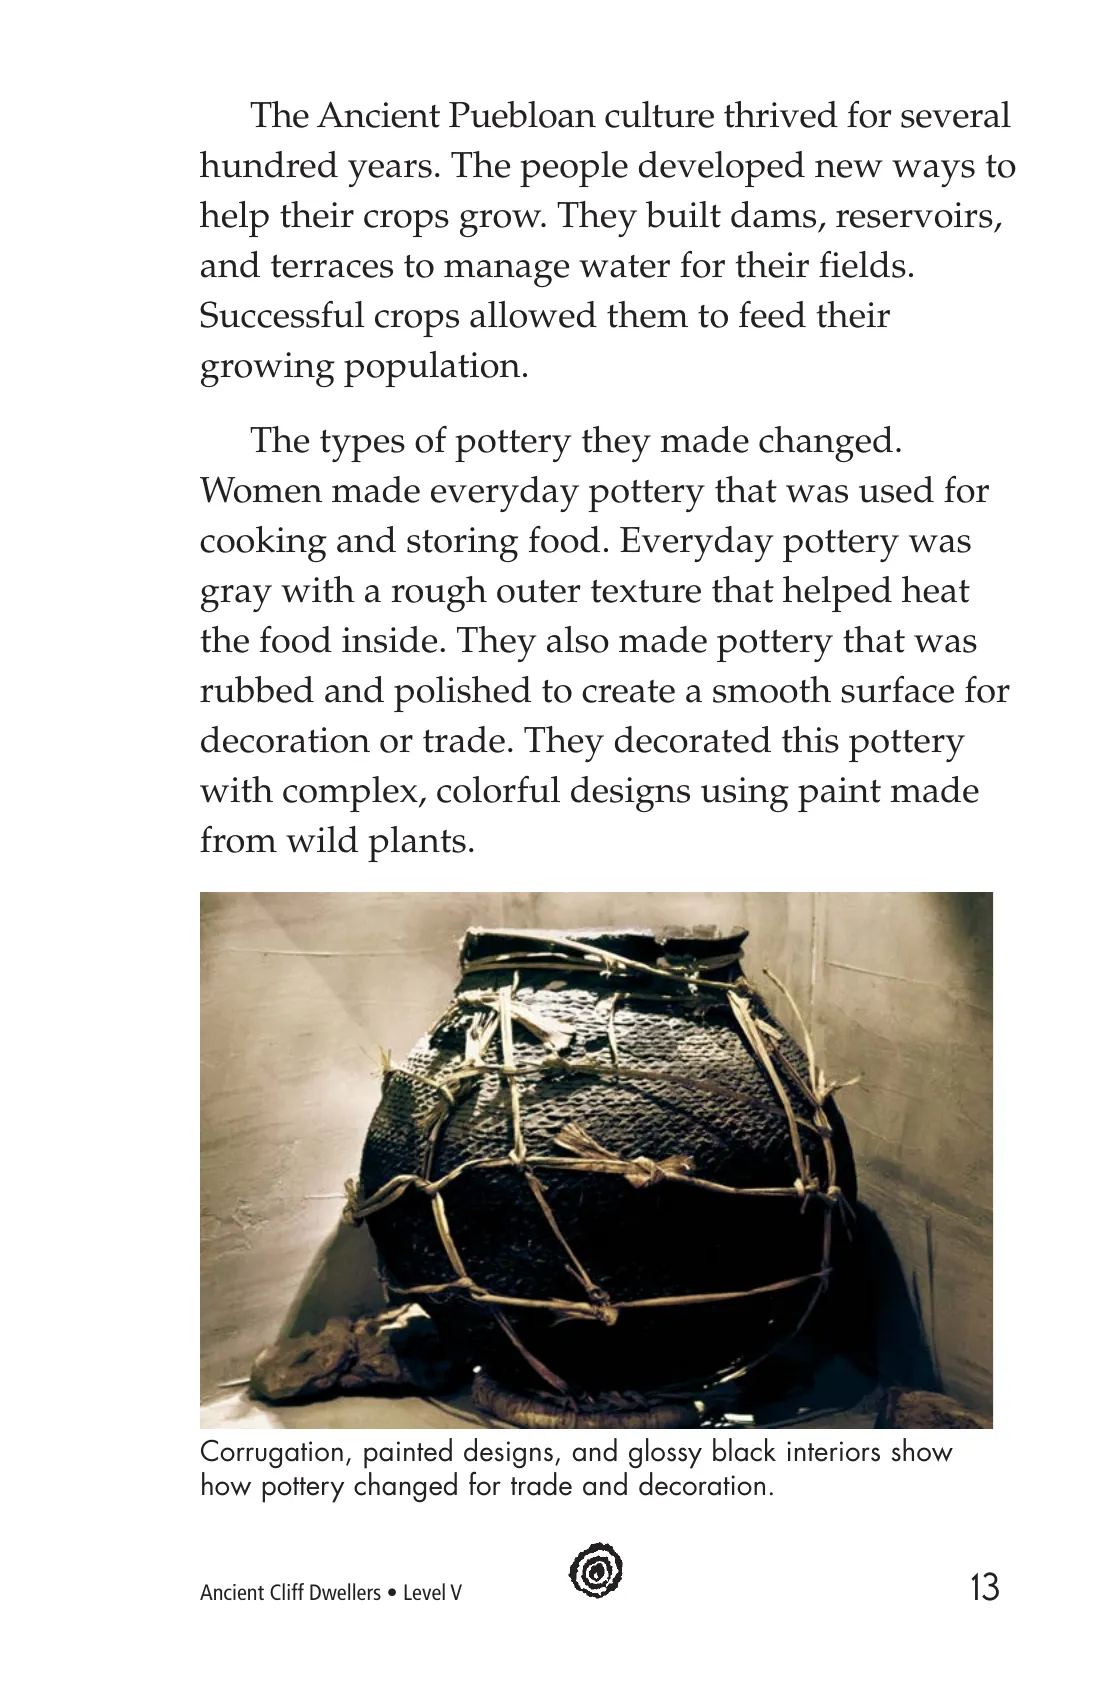 The Ancient Puebloan culture thrived for several
hundred years. The people developed new ways to
help their crops grow. They built dams, reservoirs,
and terraces to manage water for their fields.
Successful crops allowed them to feed their
growing population.
The types of pottery they made changed.
Women made everyday pottery that was used for
cooking and storing food. Everyday pottery was
gray with a rough outer texture that helped heat
the food inside. They also made pottery that was
rubbed and polished to create a smooth surface for
decoration or trade. They decorated this pottery
with complex, colorful designs using paint made
from wild plants.
Corrugation, painted designs, and glossy black interiors show
how pottery changed for trade and decoration.
Ancient Cliff Dwellers • Level V
13